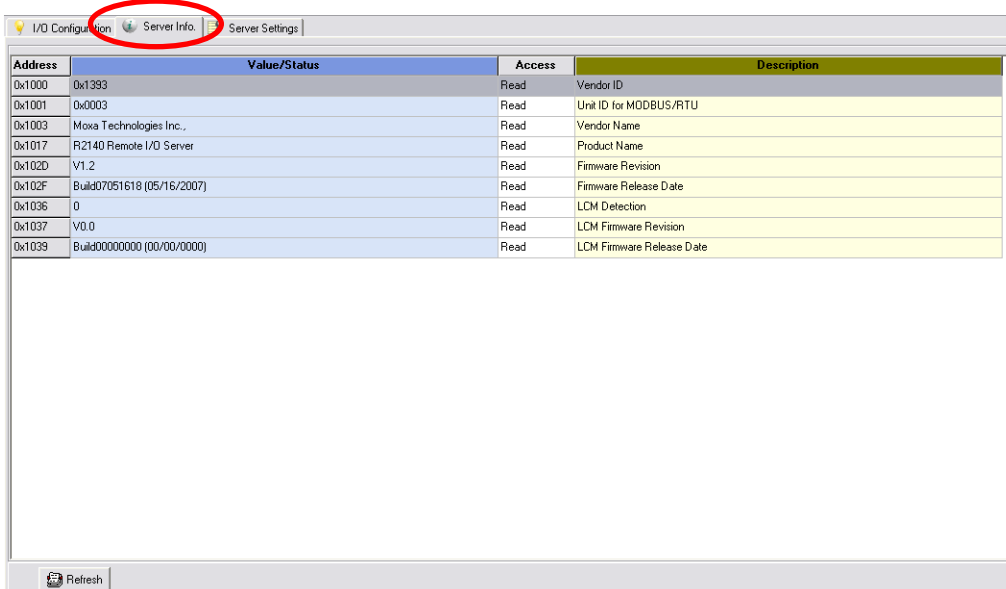 I/O Configuration Server Info. Server Settings
Address Value/Status Access Description
0x1000 0x1393 Read Vendor ID
0x1001 0x0003 Read Unit ID for MODBUS/RTU
0x1003 Moxa Technologies Inc., Read Vendor Name
0x1017 R2140 Remote I/O Server Read Product Name
0x102D V1.2 Read Firmware Revision
0x102F Build07051618 (05/16/2007) Read Firmware Release Date
0x1036 0 Read LCM Detection
0x1037 V0.0 Read LCM Firmware Revision
0x1039 Build00000000 (00/00/0000) Read LCM Firmware Release Date
Refresh